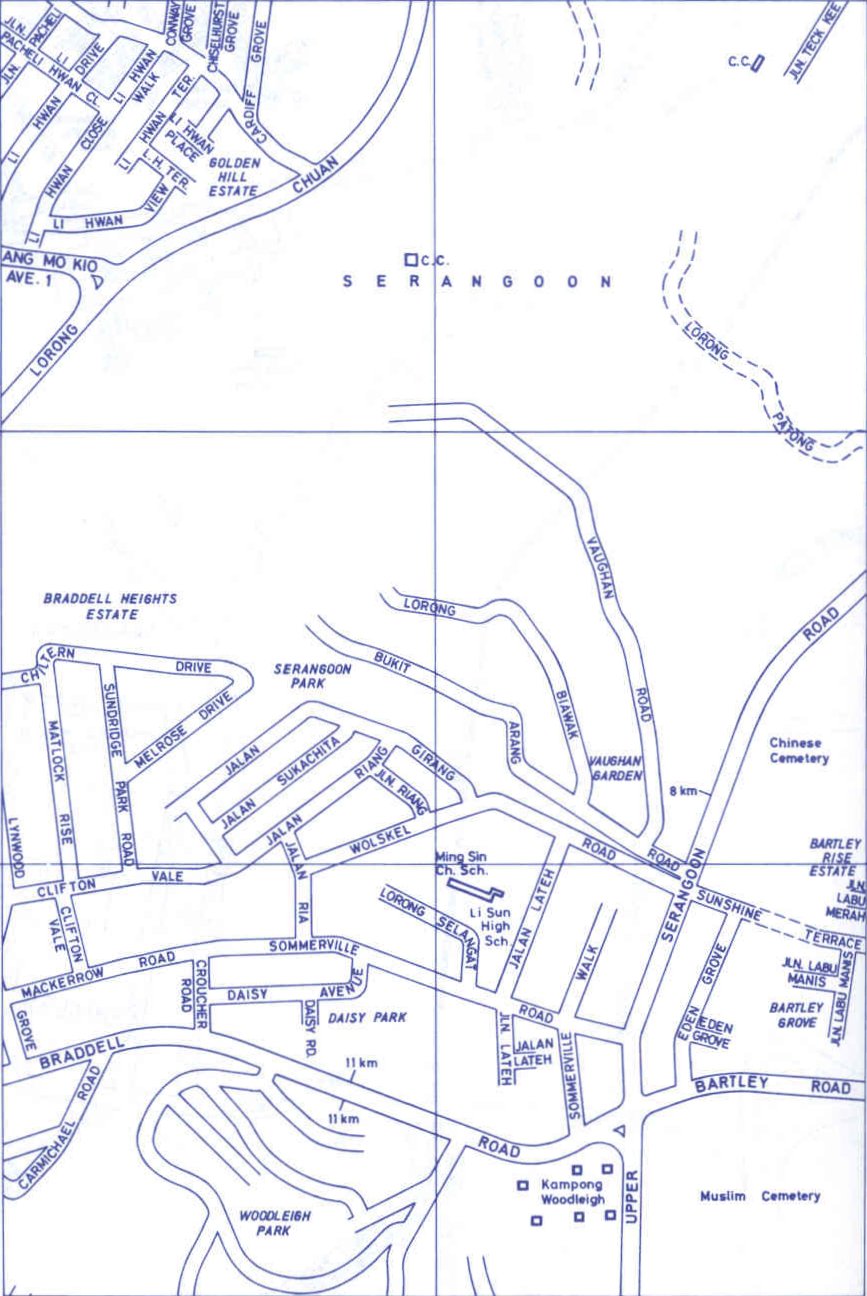 JLN. PACHEL
PACHELI
LI HWAN CL.
LI DRIVE
JLN.
LI HWAN WALK
CONWAY GROVE
CHISELHURST GROVE
CARDIFF GROVE
LI HWAN
LI HWAN CLOSE
LI HWAN TER.
LI HWAN PLACE
L.H. TER.
LI HWAN VIEW
GOLDEN
HILL
ESTATE
LORONG CHUAN
ANG MO KIO
AVE. 1
C.C.
JLN. TECK KEE
C.C.
SERANGOON
LORONG PATONG
BRADDELL HEIGHTS
ESTATE
CHILTERN DRIVE
SUNDRIDGE PARK ROAD
MELROSE DRIVE
MATLOCK RISE
LYNWOOD
GROVE
SERANGOON
PARK
LORONG BIAWAK
BUKIT ARANG
VAUGHAN ROAD
VAUGHAN
GARDEN
ROAD
8 km
Chinese
Cemetery
JALAN GIRANG
JALAN SUKACHITA
JALAN RIANG
JLN. RIANG
WOLSKEL ROAD
JALAN RIA
CLIFTON VALE
CLIFTON VALE
Ming Sin
Ch. Sch.
Li Sun
High
Sch.
LORONG SELANGAT
JALAN LATEH
ROAD
UPPER SERANGOON
SUNSHINE TERRACE
BARTLEY
RISE
ESTATE
JLN.
LABU
MERAH
JLN. LABU
MANIS
JLN. LABU MANIS
BARTLEY
GROVE
EDEN GROVE
EDEN
GROVE
MACKERROW ROAD
SOMMERVILLE ROAD
SOMMERVILLE WALK
CROUCHER
ROAD
DAISY AVENUE
DAISY RD.
DAISY PARK
JLN. LATEH
JALAN
LATEH
BRADDELL ROAD
11 km
11 km
CARMICHAEL ROAD
BARTLEY ROAD
WOODLEIGH
PARK
Kampong
Woodleigh
Muslim Cemetery